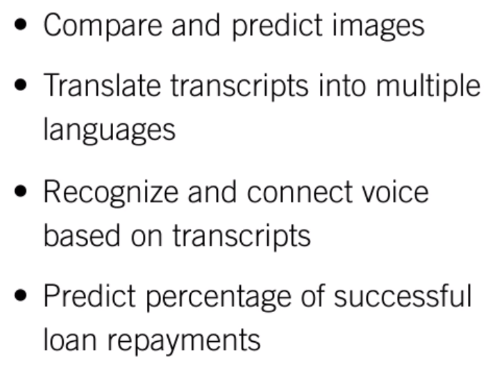 • Compare and predict images
• Translate transcripts into multiple
languages
• Recognize and connect voice
based on transcripts
• Predict percentage of successful
loan repayments